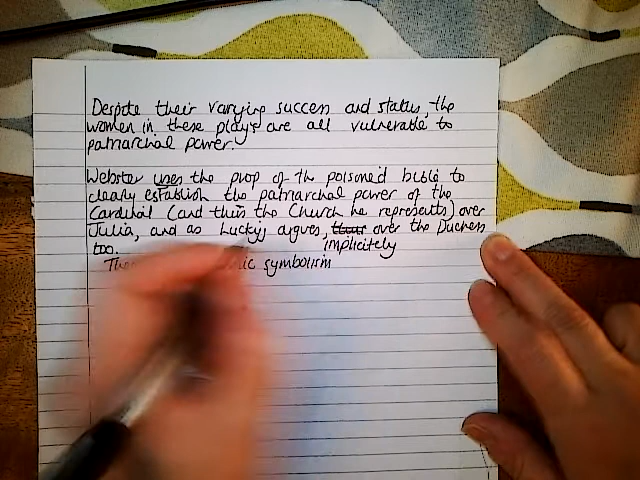 Despite their varying success and status, the
women in these plays are all vulnerable to
patriarchal power.
Webster uses the prop of the poisoned bible to
clearly establish the patriarchal power of the
Cardinal (and thus the Church he represents) over
Julia, and as Luckyj argues, over the Duchess
too. implicitely
symbolism